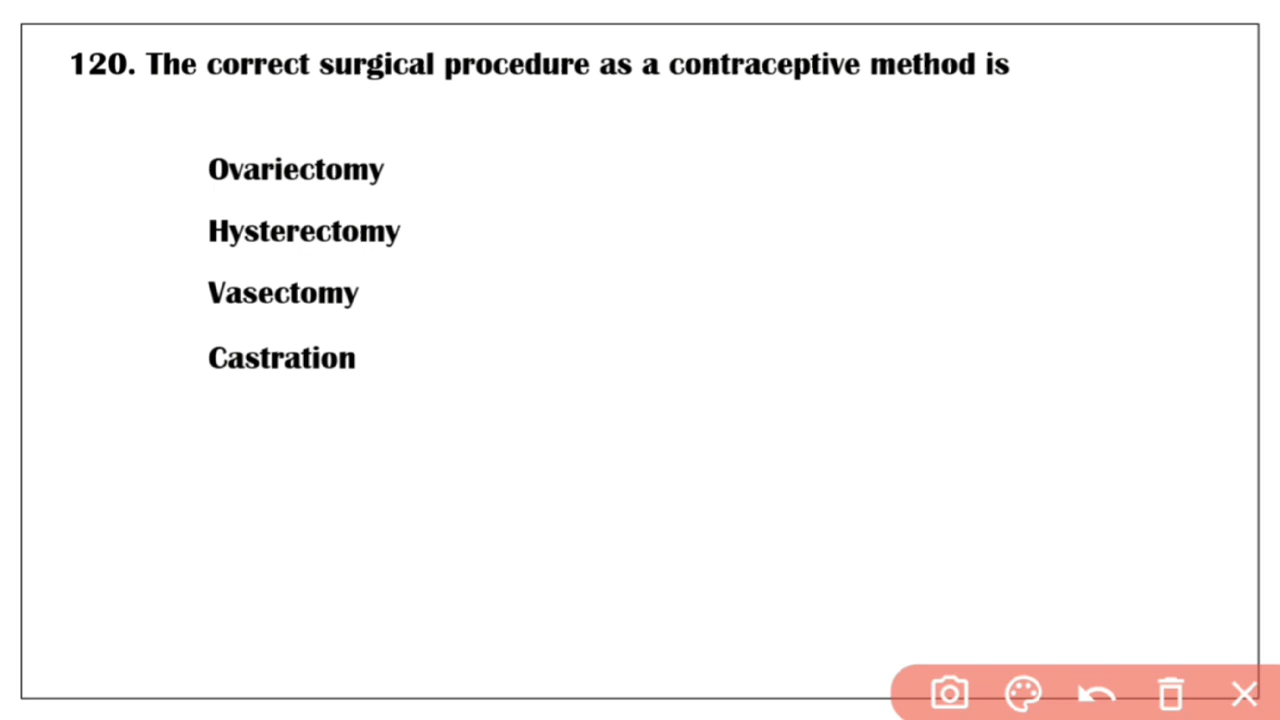 120. The correct surgical procedure as a contraceptive method is
Ovariectomy
Hysterectomy
Vasectomy
Castration